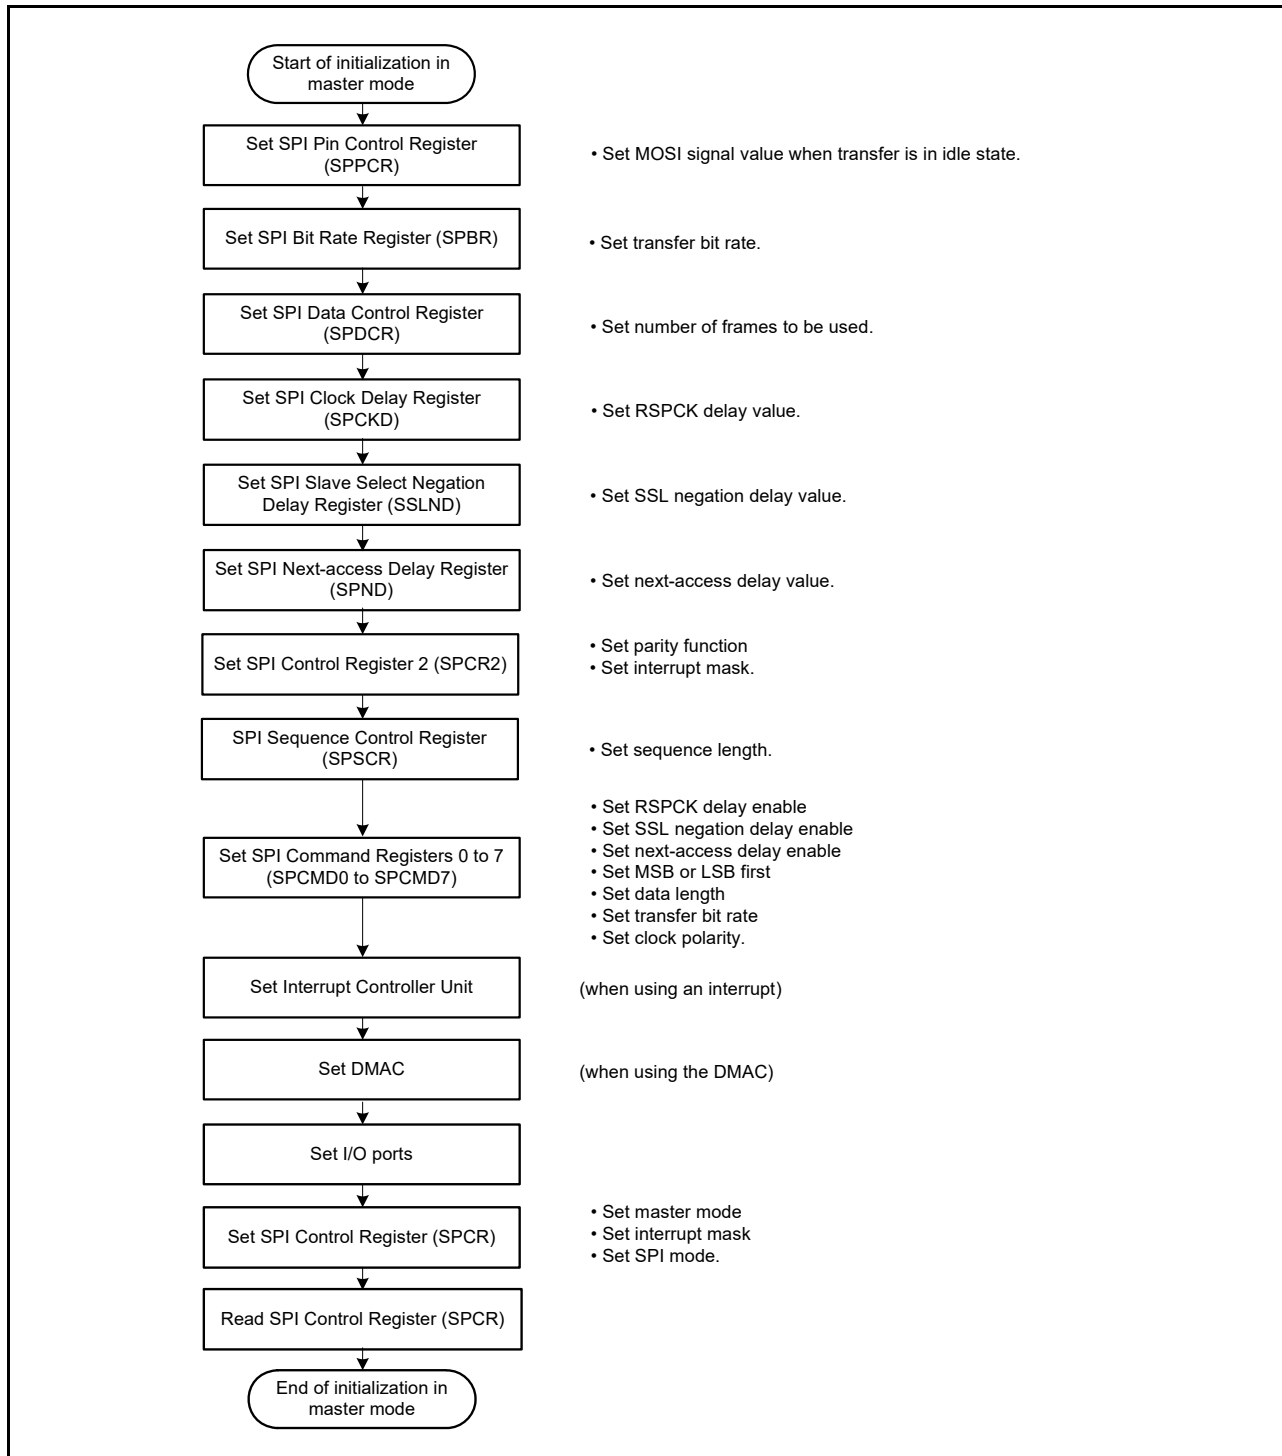 Start of initialization in
master mode
Set SPI Pin Control Register
(SPPCR)
• Set MOSI signal value when transfer is in idle state.
Set SPI Bit Rate Register (SPBR)
• Set transfer bit rate.
Set SPI Data Control Register
(SPDCR)
• Set number of frames to be used.
Set SPI Clock Delay Register
(SPCKD)
• Set RSPCK delay value.
Set SPI Slave Select Negation
Delay Register (SSLND)
• Set SSL negation delay value.
Set SPI Next-access Delay Register
(SPND)
• Set next-access delay value.
Set SPI Control Register 2 (SPCR2)
• Set parity function
• Set interrupt mask.
SPI Sequence Control Register
(SPSCR)
• Set sequence length.
Set SPI Command Registers 0 to 7
(SPCMD0 to SPCMD7)
• Set RSPCK delay enable
• Set SSL negation delay enable
• Set next-access delay enable
• Set MSB or LSB first
• Set data length
• Set transfer bit rate
• Set clock polarity.
Set Interrupt Controller Unit
(when using an interrupt)
Set DMAC
(when using the DMAC)
Set I/O ports
Set SPI Control Register (SPCR)
• Set master mode
• Set interrupt mask
• Set SPI mode.
Read SPI Control Register (SPCR)
End of initialization in
master mode